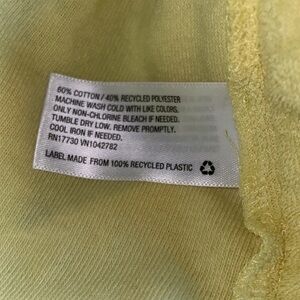 60% COTTON / 40% RECYCLED POLYESTER
MACHINE WASH COLD WITH LIKE COLORS.
ONLY NON-CHLORINE BLEACH IF NEEDED.
TUMBLE DRY LOW. REMOVE PROMPTLY.
COOL IRON IF NEEDED.
RN17730 VN1042782
LABEL MADE FROM 100% RECYCLED PLASTIC